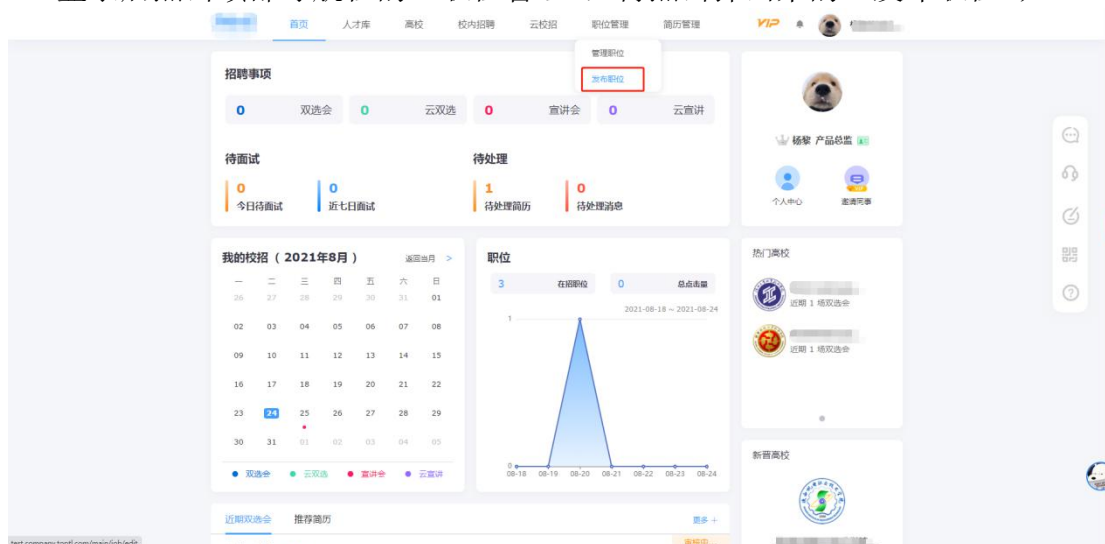 首页 人才库 高校 校内招聘 云校招 职位管理 简历管理 VIP
管理职位
发布职位
招聘事项
0 双选会 0 云双选 0 宣讲会 0 云宣讲
杨黎 产品总监
待面试 待处理
0 0 1 0
今日待面试 近七日面试 待处理简历 待处理消息
个人中心 邀请同事
我的校招（2021年8月） 返回当月 >
一 二 三 四 五 六 日
26 27 28 29 30 31 01
02 03 04 05 06 07 08
09 10 11 12 13 14 15
16 17 18 19 20 21 22
23 24 25 26 27 28 29
30 31 01 02 03 04 05
双选会 云双选 宣讲会 云宣讲
职位
3 在招职位 0 总点击量
2021-08-18 ~ 2021-08-24
1
0
08-18 08-19 08-20 08-21 08-22 08-23 08-24
热门高校
近期 1 场双选会
近期 1 场双选会
新晋高校
近期双选会 推荐简历 更多 +